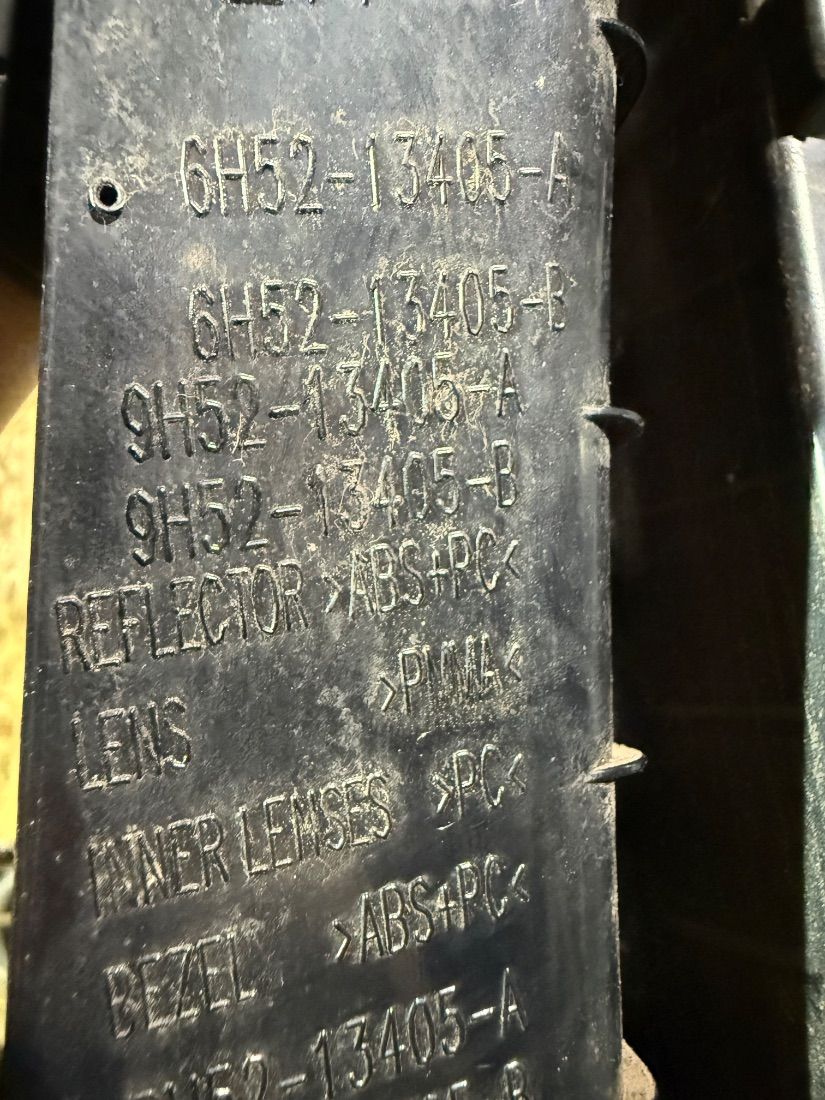 6H52-13405-A
6H52-13405-B
9H52-13405-A
9H52-13405-B
REFLECTOR >ABS+PC<
LENS >PMMA<
INNER LENSES >PC<
BEZEL >ABS+PC<
H52-13405-A